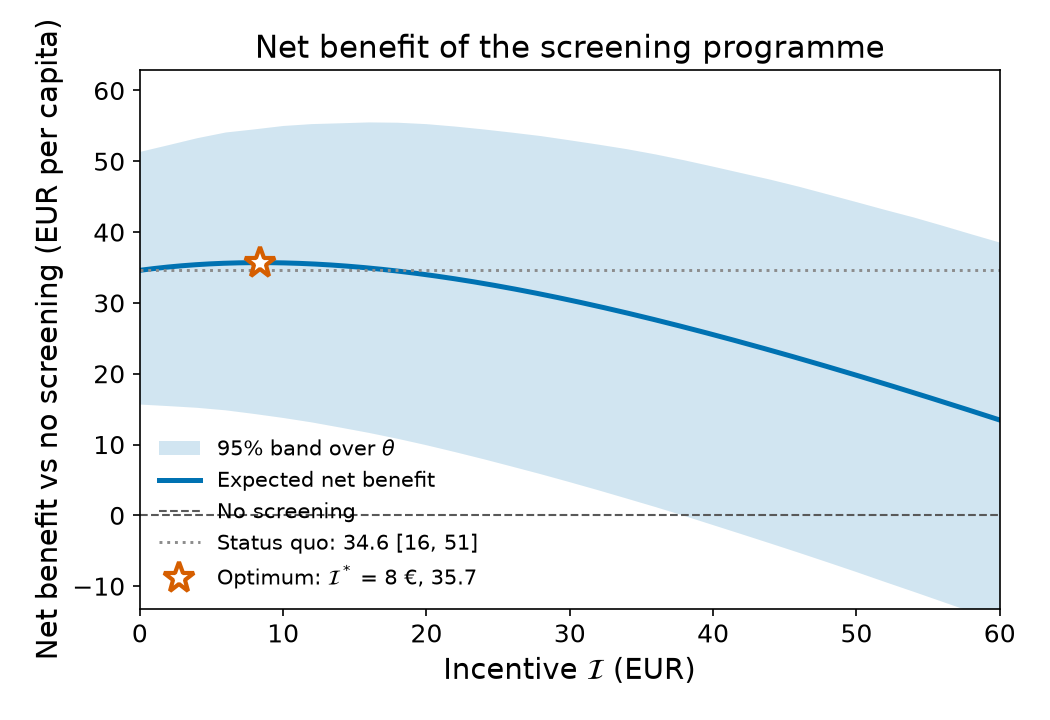 Net benefit of the screening programme
Net benefit vs no screening (EUR per capita)
60
50
40
30
20
10
0
−10
95% band over θ
Expected net benefit
No screening
Status quo: 34.6 [16, 51]
Optimum: ℐ* = 8 €, 35.7
0 10 20 30 40 50 60
Incentive ℐ (EUR)